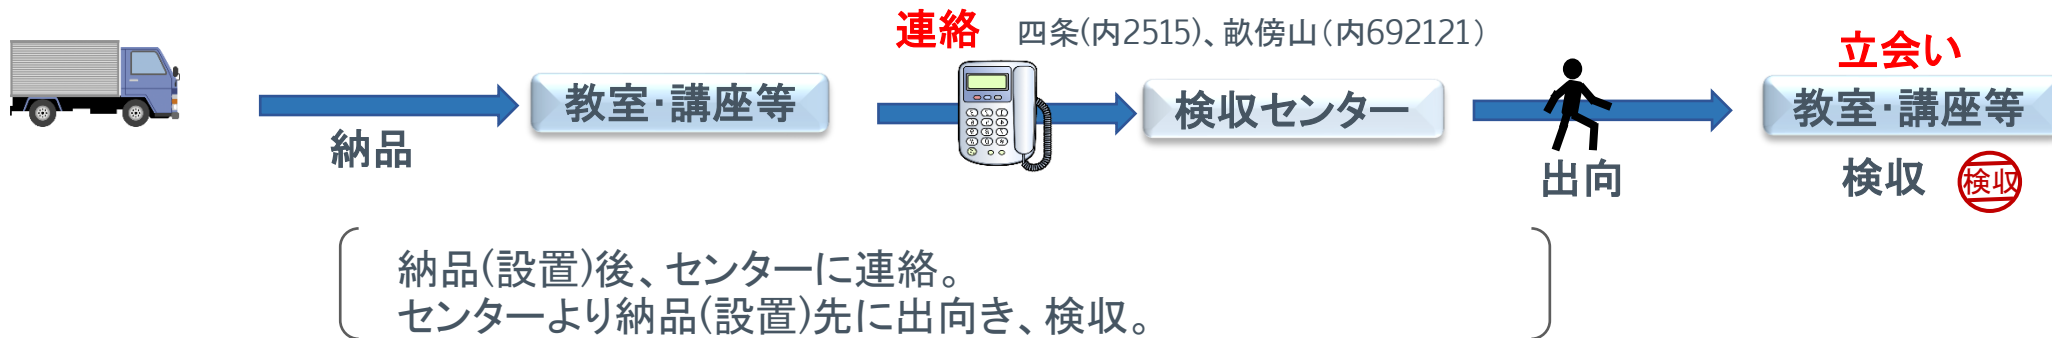 連絡 四条(内2515)、畝傍山（内692121）
立会い
教室・講座等
検収センター
教室・講座等
納品
出向
検収
検収
納品(設置)後、センターに連絡。
センターより納品(設置)先に出向き、検収。